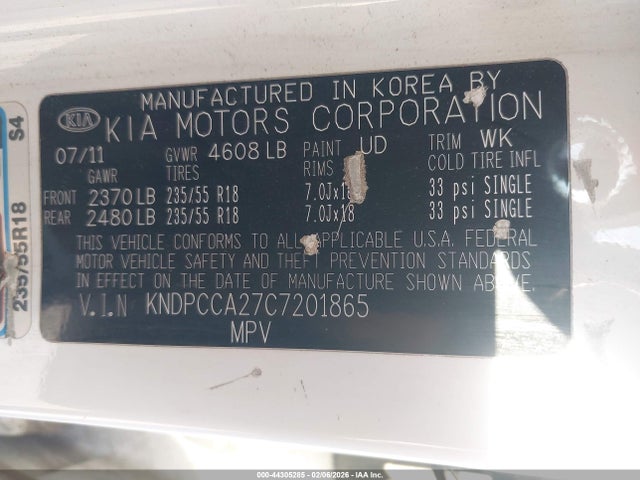 MANUFACTURED IN KOREA BY
KIA KIA MOTORS CORPORATION
07/11 GVWR 4608 LB PAINT UD TRIM WK
GAWR TIRES RIMS COLD TIRE INFL
FRONT 2370 LB 235/55 R18 7.0Jx18 33 psi SINGLE
REAR 2480 LB 235/55 R18 7.0Jx18 33 psi SINGLE
THIS VEHICLE CONFORMS TO ALL APPLICABLE U.S.A. FEDERAL
MOTOR VEHICLE SAFETY AND THEFT PREVENTION STANDARDS
IN EFFECT ON THE DATE OF MANUFACTURE SHOWN ABOVE.
V.I.N KNDPCCA27C7201865
MPV
235/55R18 S4
000-44305265 - 02/06/2026 - IAA Inc.